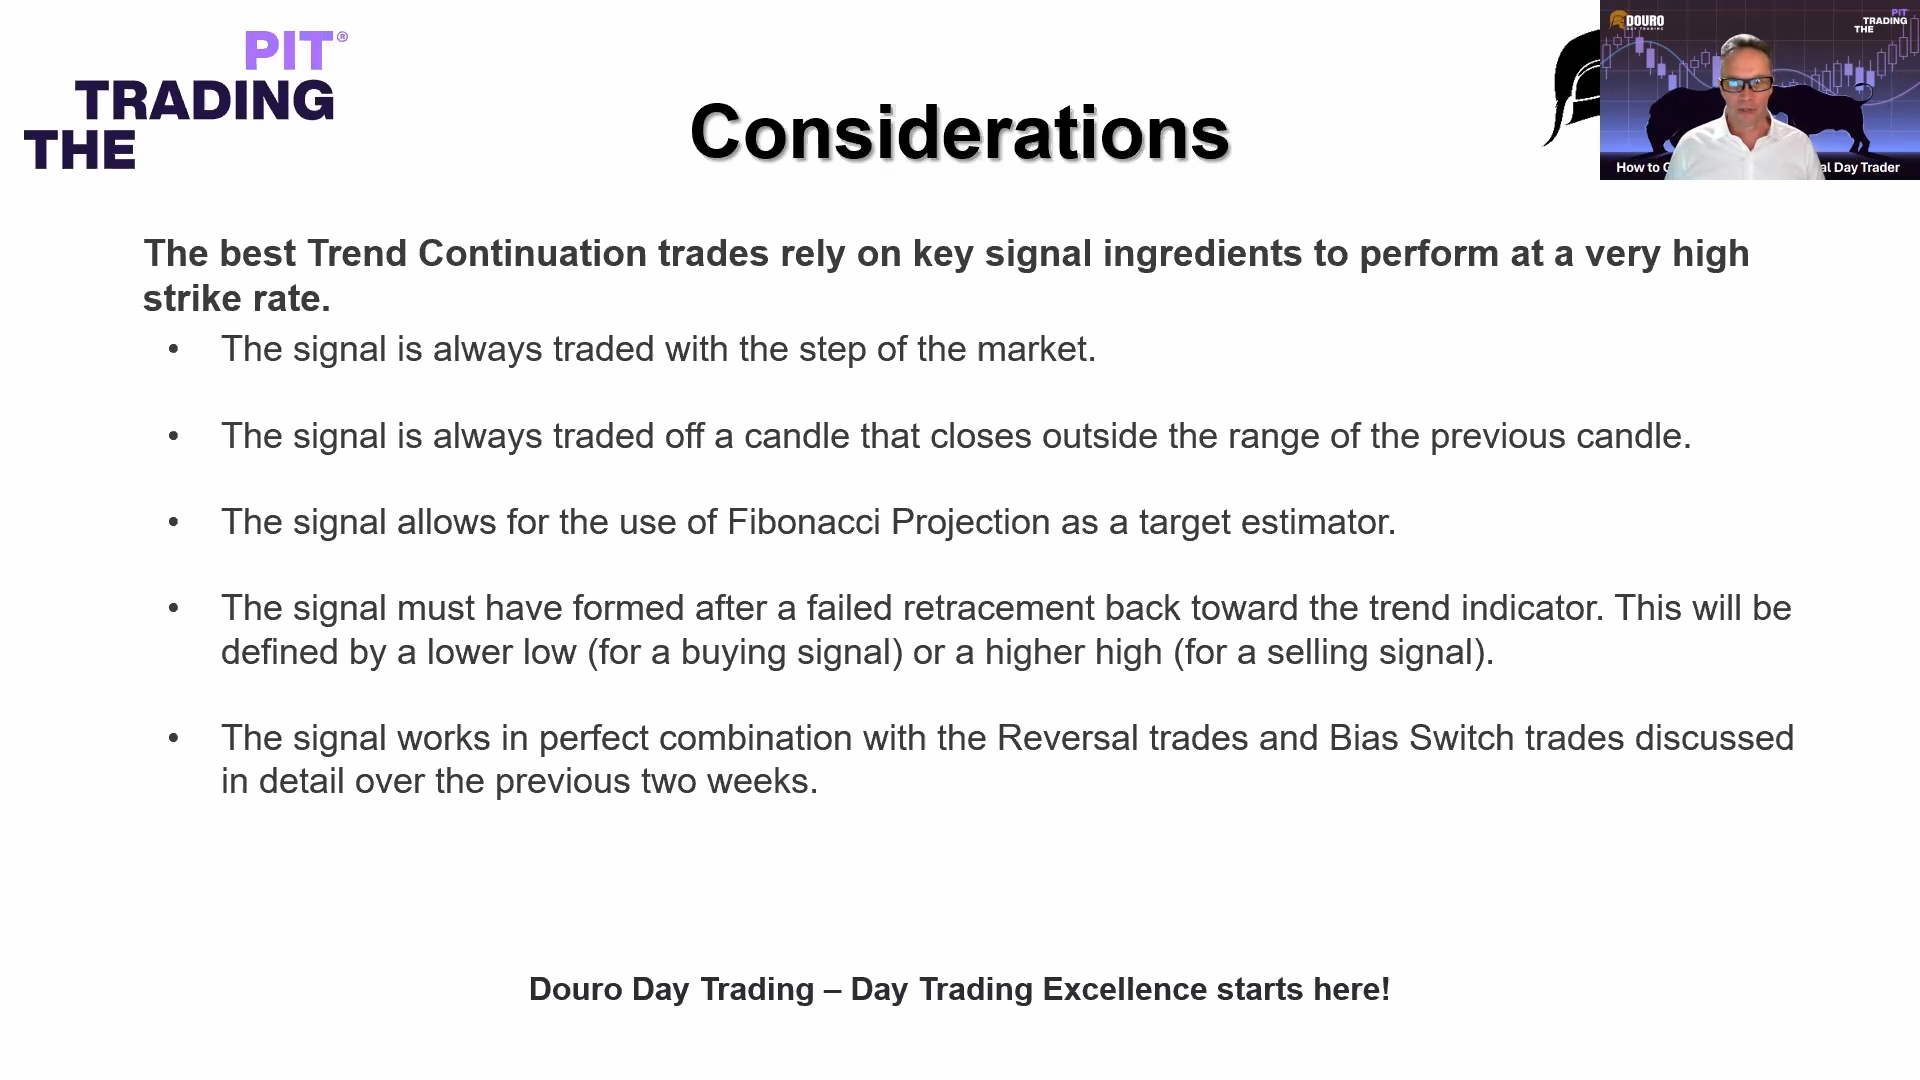 PIT®
TRADING
THE
Considerations
DOURO
DAY TRADING
PIT
TRADING
THE
How to
al Day Trader
The best Trend Continuation trades rely on key signal ingredients to perform at a very high
strike rate.
• The signal is always traded with the step of the market.
• The signal is always traded off a candle that closes outside the range of the previous candle.
• The signal allows for the use of Fibonacci Projection as a target estimator.
• The signal must have formed after a failed retracement back toward the trend indicator. This will be
defined by a lower low (for a buying signal) or a higher high (for a selling signal).
• The signal works in perfect combination with the Reversal trades and Bias Switch trades discussed
in detail over the previous two weeks.
Douro Day Trading – Day Trading Excellence starts here!